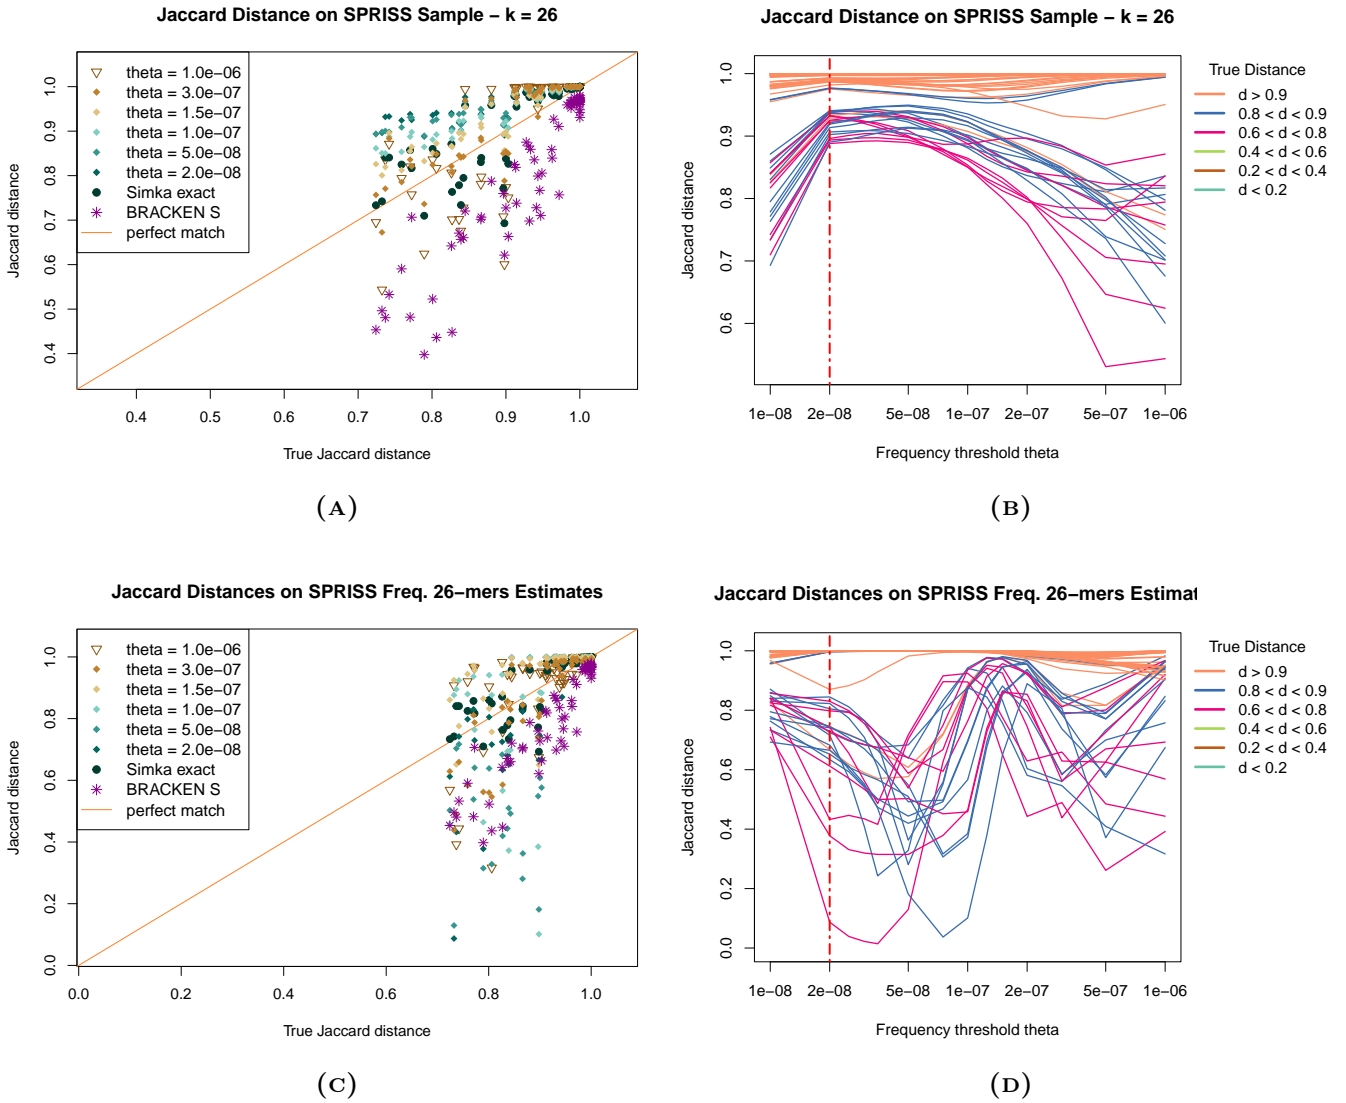 Jaccard Distance on SPRISS Sample − k = 26
Jaccard distance
1.0
0.9
0.8
0.7
0.6
0.5
0.4
theta = 1.0e−06
theta = 3.0e−07
theta = 1.5e−07
theta = 1.0e−07
theta = 5.0e−08
theta = 2.0e−08
Simka exact
BRACKEN S
perfect match
0.4 0.5 0.6 0.7 0.8 0.9 1.0
True Jaccard distance
(A)
Jaccard Distance on SPRISS Sample − k = 26
Jaccard distance
1.0
0.9
0.8
0.7
0.6
1e−08 2e−08 5e−08 1e−07 2e−07 5e−07 1e−06
Frequency threshold theta
True Distance
d > 0.9
0.8 < d < 0.9
0.6 < d < 0.8
0.4 < d < 0.6
0.2 < d < 0.4
d < 0.2
(B)
Jaccard Distances on SPRISS Freq. 26−mers Estimates
Jaccard distance
1.0
0.8
0.6
0.4
0.2
0.0
theta = 1.0e−06
theta = 3.0e−07
theta = 1.5e−07
theta = 1.0e−07
theta = 5.0e−08
theta = 2.0e−08
Simka exact
BRACKEN S
perfect match
0.0 0.2 0.4 0.6 0.8 1.0
True Jaccard distance
(C)
Jaccard Distances on SPRISS Freq. 26−mers Estimat
Jaccard distance
1.0
0.8
0.6
0.4
0.2
0.0
1e−08 2e−08 5e−08 1e−07 2e−07 5e−07 1e−06
Frequency threshold theta
True Distance
d > 0.9
0.8 < d < 0.9
0.6 < d < 0.8
0.4 < d < 0.6
0.2 < d < 0.4
d < 0.2
(D)